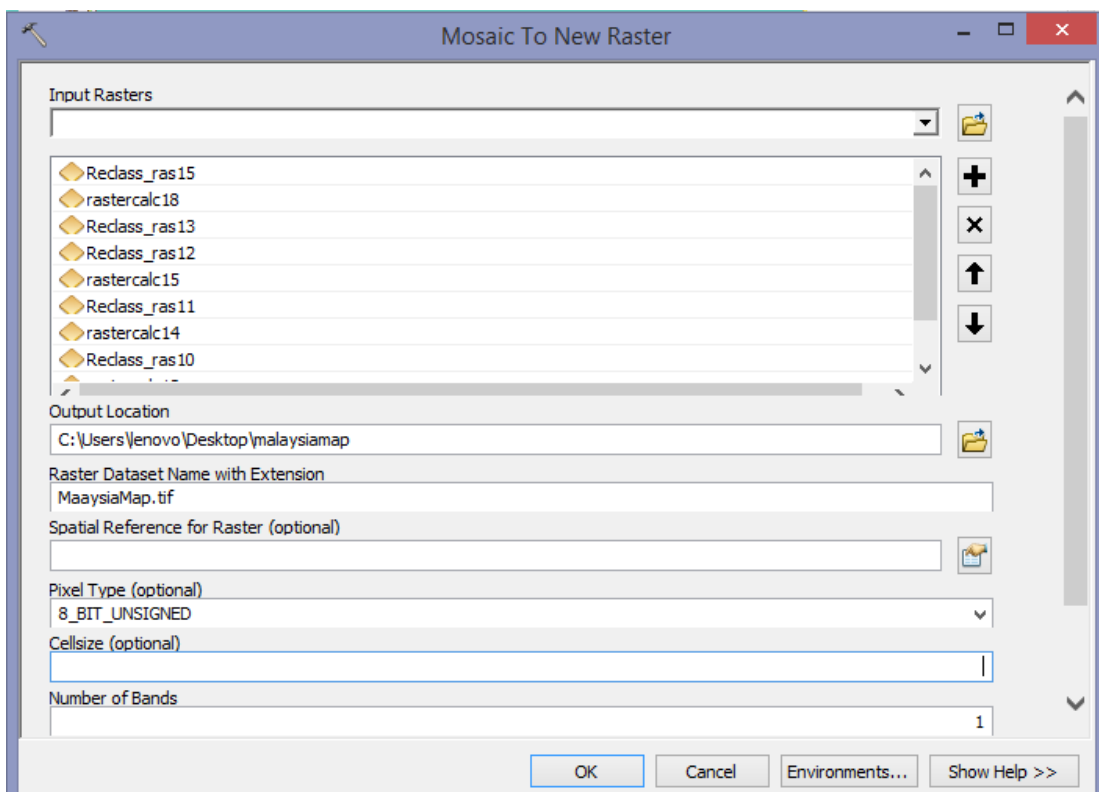 Mosaic To New Raster
Input Rasters
Reclass_ras15
rastercalc18
Reclass_ras13
Reclass_ras12
rastercalc15
Reclass_ras11
rastercalc14
Reclass_ras10
Output Location
C:\Users\lenovo\Desktop\malaysiamap
Raster Dataset Name with Extension
MaaysiaMap.tif
Spatial Reference for Raster (optional)
Pixel Type (optional)
8_BIT_UNSIGNED
Cellsize (optional)
Number of Bands
1
OK Cancel Environments... Show Help >>